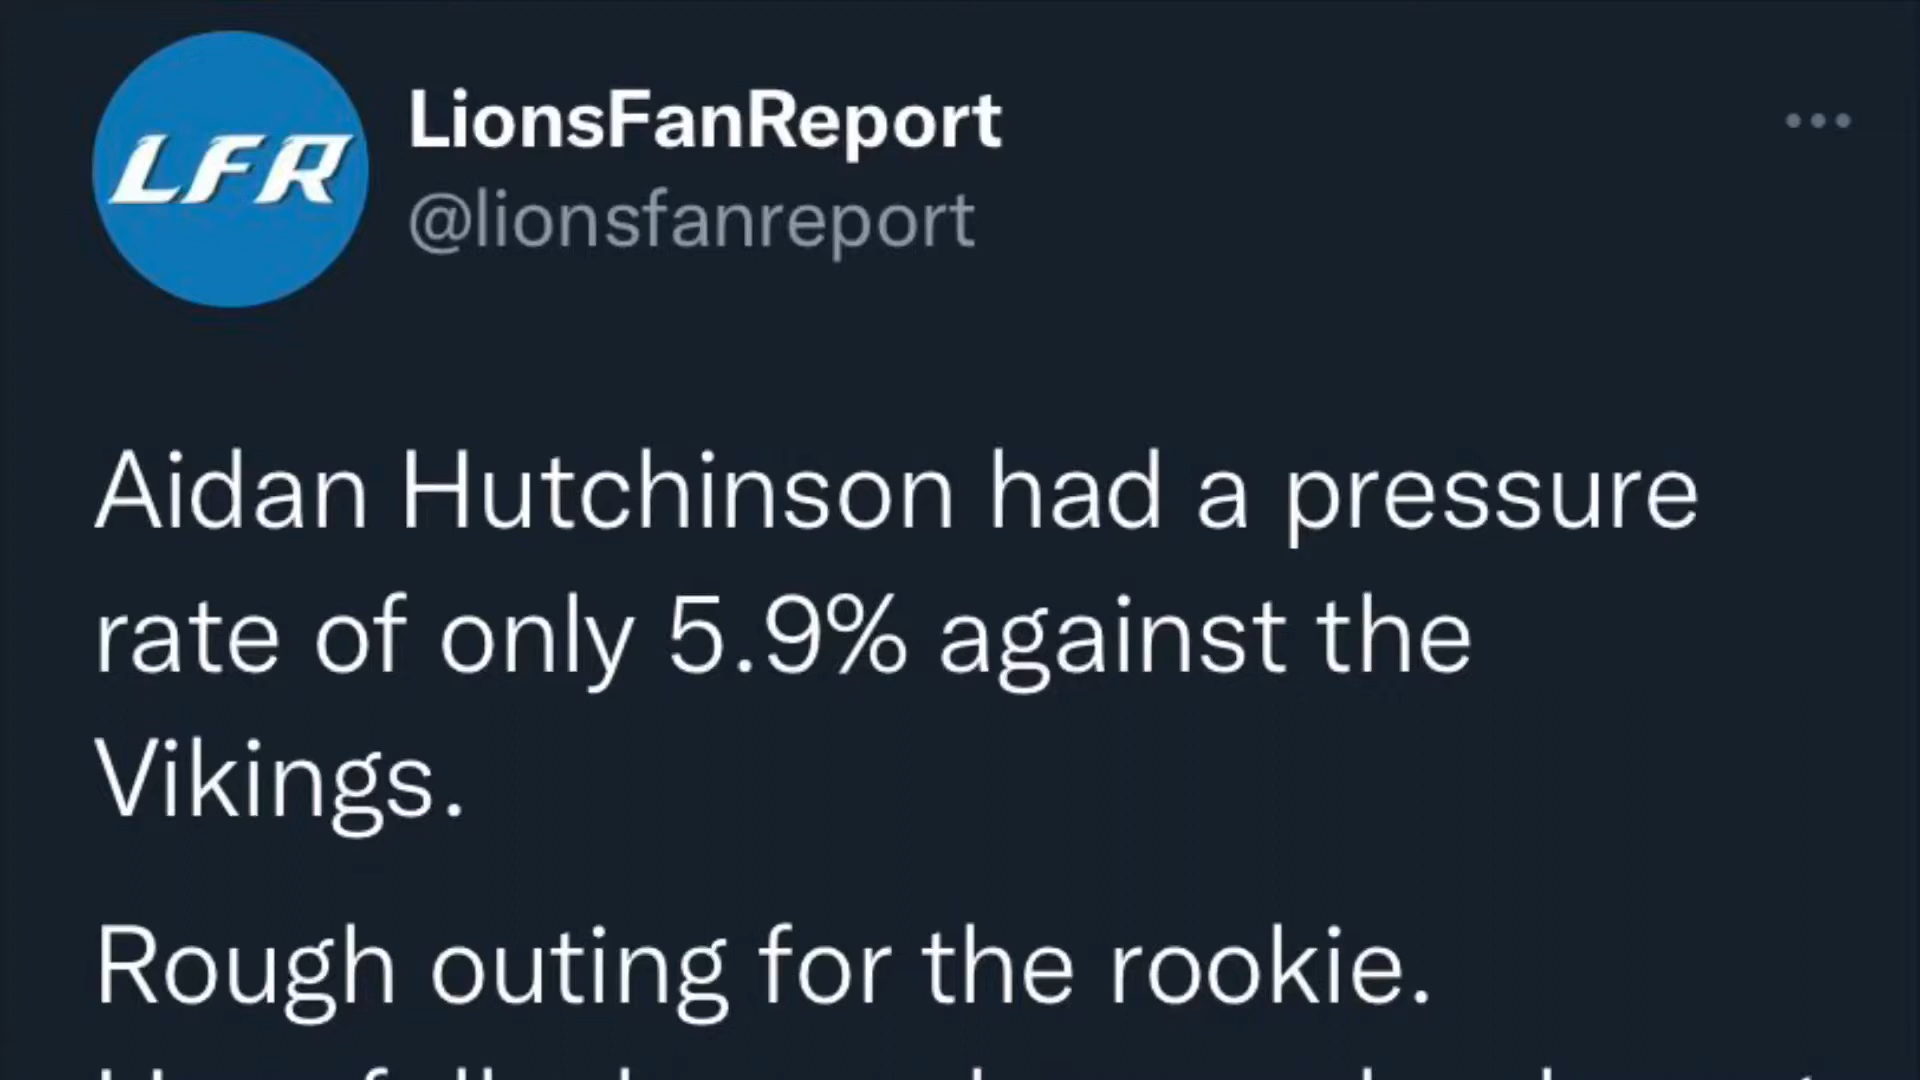 LFR
LionsFanReport
@lionsfanreport
Aidan Hutchinson had a pressure
rate of only 5.9% against the
Vikings.
Rough outing for the rookie.